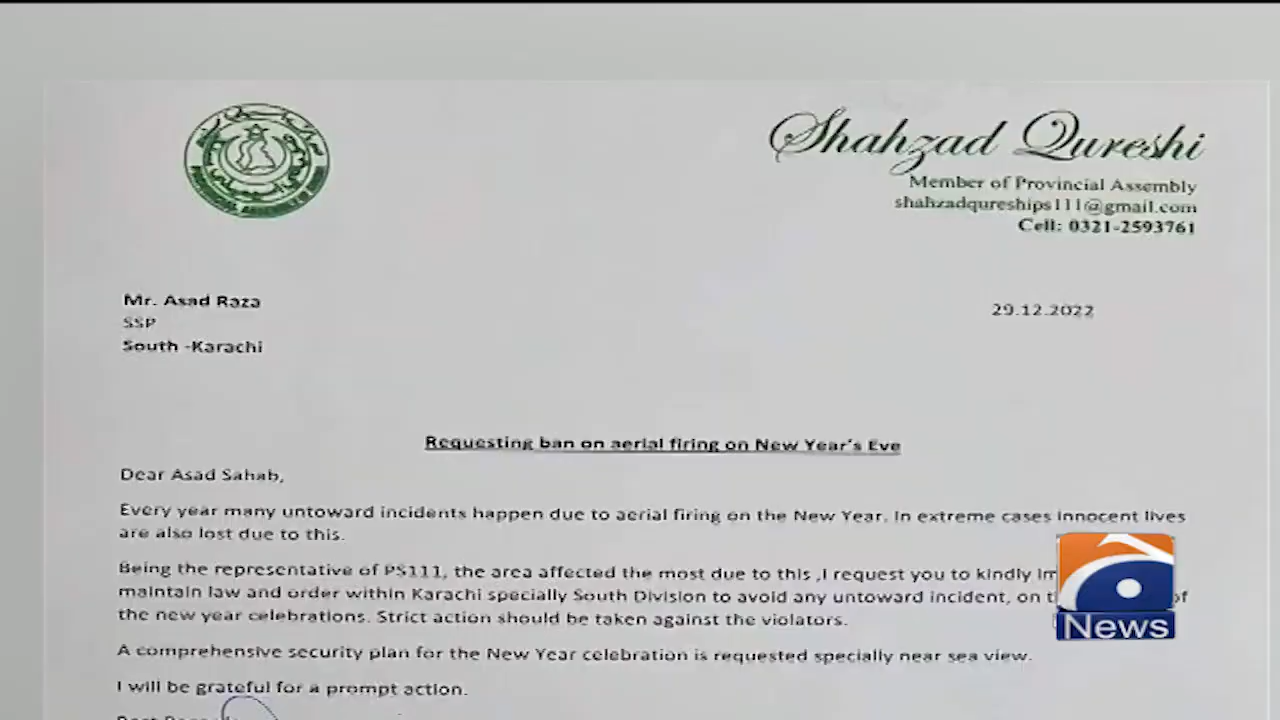 Shahzad Qureshi
Member of Provincial Assembly
shahzadqureships111@gmail.com
Cell: 0321-2593761
Mr. Asad Raza
SSP
South -Karachi
29.12.2022
Requesting ban on aerial firing on New Year's Eve
Dear Asad Sahab,
Every year many untoward incidents happen due to aerial firing on the New Year. In extreme cases innocent lives
are also lost due to this.
Being the representative of PS111, the area affected the most due to this ,I request you to kindly
maintain law and order within Karachi specially South Division to avoid any untoward incident, on of
the new year celebrations. Strict action should be taken against the violators.
A comprehensive security plan for the New Year celebration is requested specially near sea view.
I will be grateful for a prompt action.
News